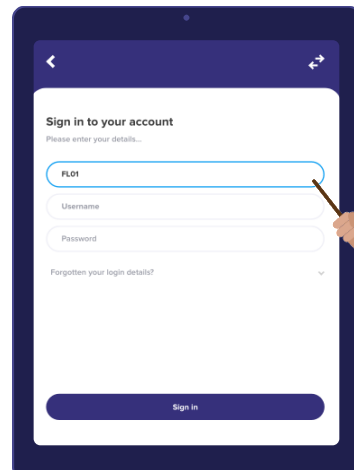 Sign in to your account
Please enter your details...
FL01
Username
Password
Forgotten your login details?
Sign in